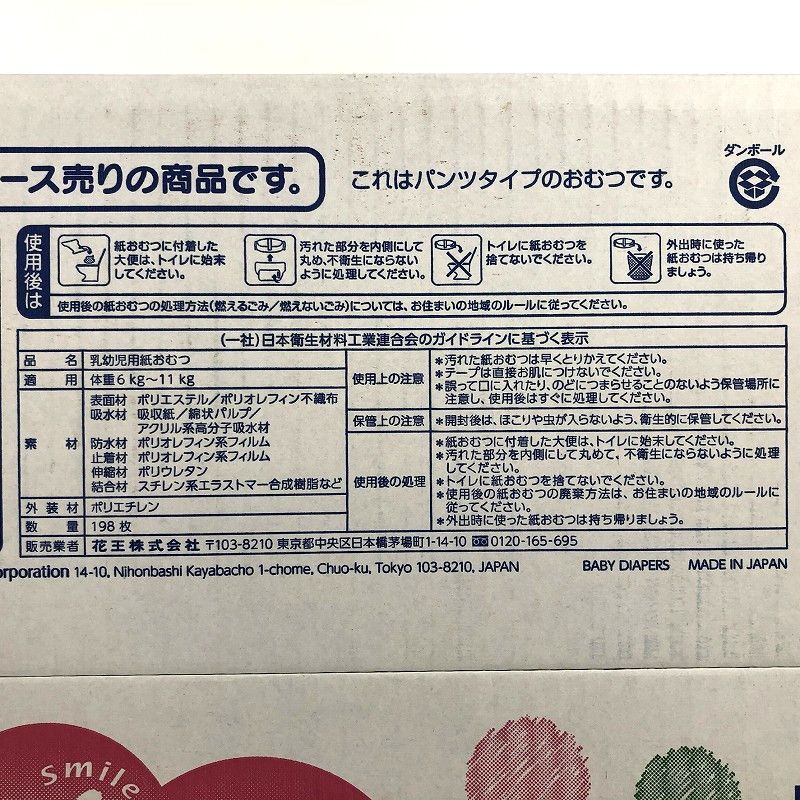 ダンボール
ース売りの商品です。
これはパンツタイプのおむつです。
使用後は
紙おむつに付着した
大便は、トイレに始末
してください。
汚れた部分を内側にして
丸め、不衛生にならない
ように処理してください。
トイレに紙おむつを
捨てないでください。
外出時に使った
紙おむつは持ち帰り
ましょう。
使用後の紙おむつの処理方法(燃えるごみ/燃えないごみ)については、お住まいの地域のルールに従ってください。
(一社)日本衛生材料工業連合会のガイドラインに基づく表示
品名 乳幼児用紙おむつ
適用 体重6kg〜11kg
素材
表面材 ポリエステル/ポリオレフィン不織布
吸水材 吸収紙/綿状パルプ/
アクリル系高分子吸水材
防水材 ポリオレフィン系フィルム
止着材 ポリオレフィン系フィルム
伸縮材 ポリウレタン
結合材 スチレン系エラストマー合成樹脂など
外装材 ポリエチレン
数量 198枚
使用上の注意
*汚れた紙おむつは早くとりかえてください。
*テープは直接お肌につけないでください。
*誤って口に入れたり、のどにつまらせることのないよう保管場所に
注意し、使用後はすぐに処理してください。
保管上の注意
*開封後は、ほこりや虫が入らないよう、衛生的に保管してください。
使用後の処理
*紙おむつに付着した大便は、トイレに始末してください。
*汚れた部分を内側にして丸めて、不衛生にならないように処理
してください。
*トイレに紙おむつを捨てないでください。
*使用後の紙おむつの廃棄方法は、お住まいの地域のルールに
従ってください。
*外出時に使った紙おむつは持ち帰りましょう。
販売業者 花王株式会社 〒103-8210 東京都中央区日本橋茅場町1-14-10 0120-165-695
orporation 14-10, Nihonbashi Kayabacho 1-chome, Chuo-ku, Tokyo 103-8210, JAPAN
BABY DIAPERS MADE IN JAPAN
Smile